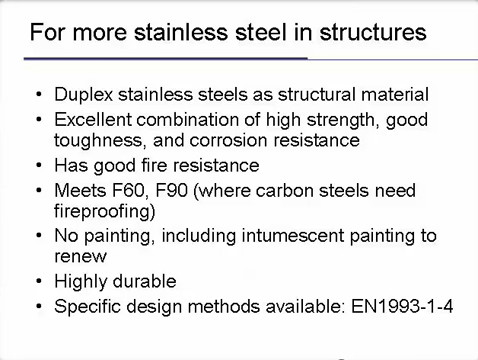 For more stainless steel in structures
• Duplex stainless steels as structural material
• Excellent combination of high strength, good
toughness, and corrosion resistance
• Has good fire resistance
• Meets F60, F90 (where carbon steels need
fireproofing)
• No painting, including intumescent painting to
renew
• Highly durable
• Specific design methods available: EN1993-1-4